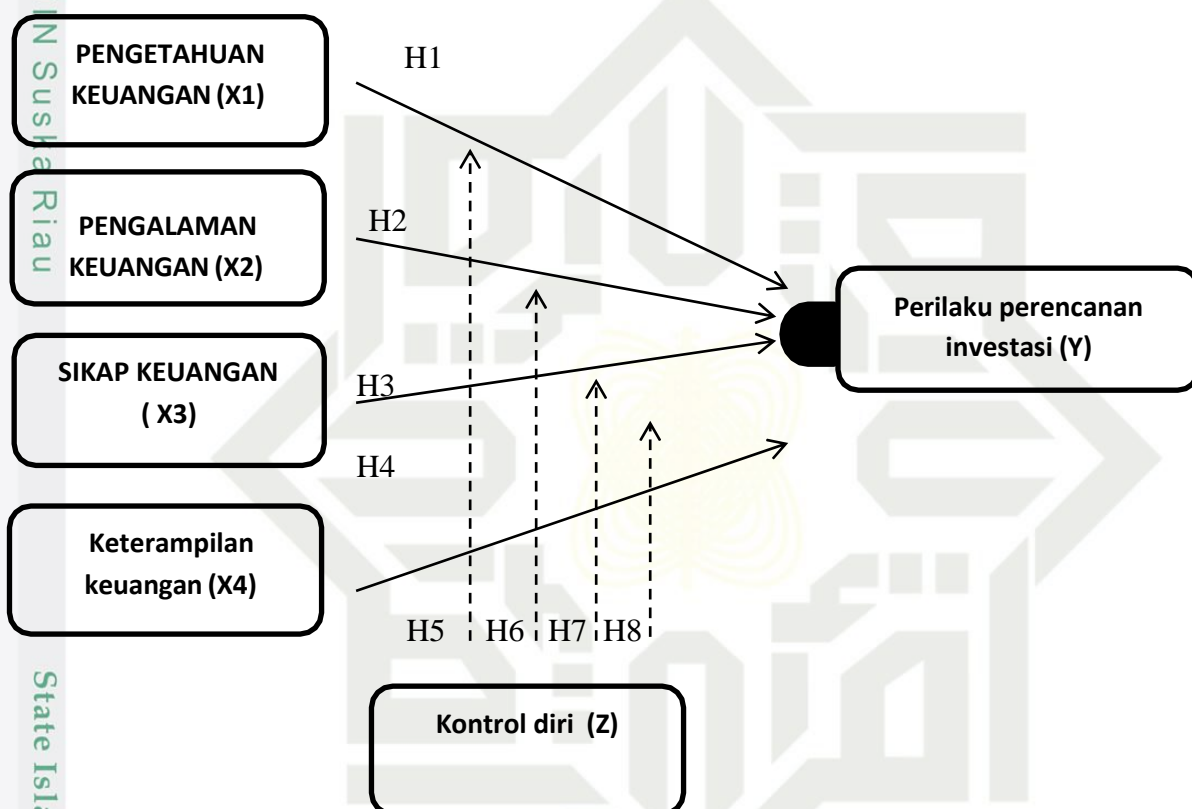 IN Suska Riau
State Isla
PENGETAHUAN
KEUANGAN (X1)
H1
PENGALAMAN
KEUANGAN (X2)
H2
SIKAP KEUANGAN
( X3)
H3
H4
Keterampilan
keuangan (X4)
Perilaku perencanan
investasi (Y)
H5 H6 H7 H8
Kontrol diri (Z)